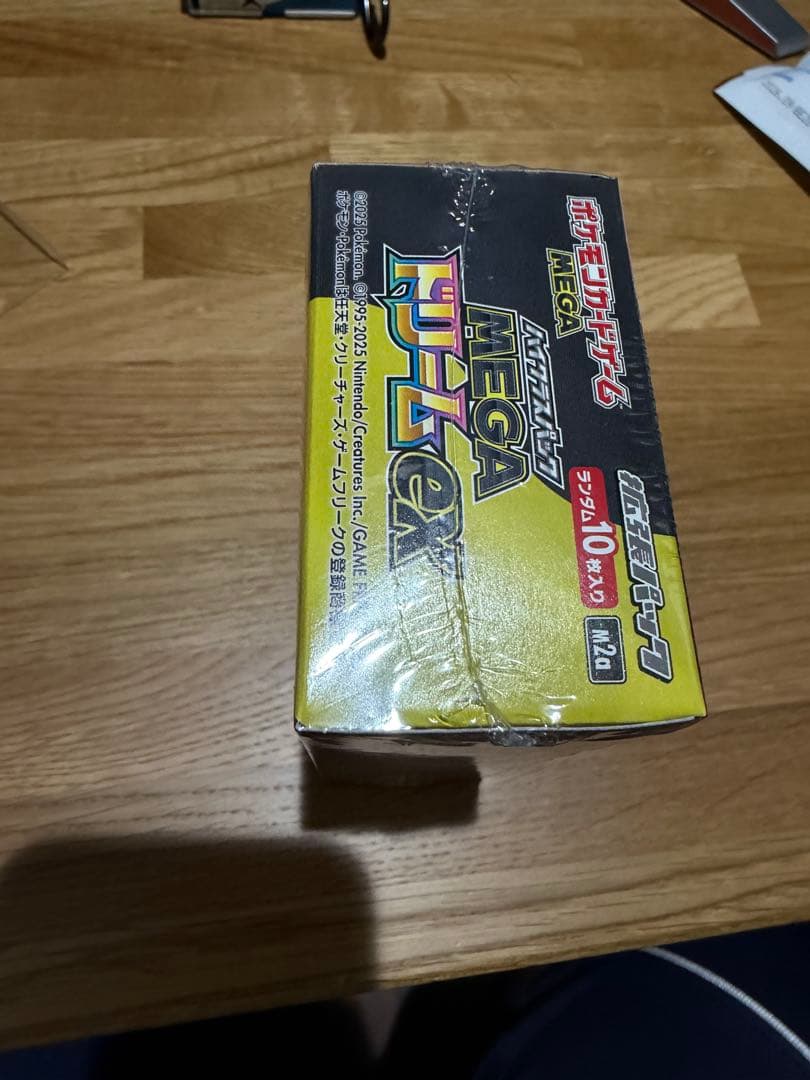 ポケモンカードゲーム
MEGA
拡張パック
ランダム10枚入り
M2a
ハイクラスパック
MEGA
ドリームex
©2025 Pokémon. ©1995-2025 Nintendo/Creatures Inc./GAME
ポケモン・Pokémonは任天堂・クリーチャーズ・ゲームフリークの登録商